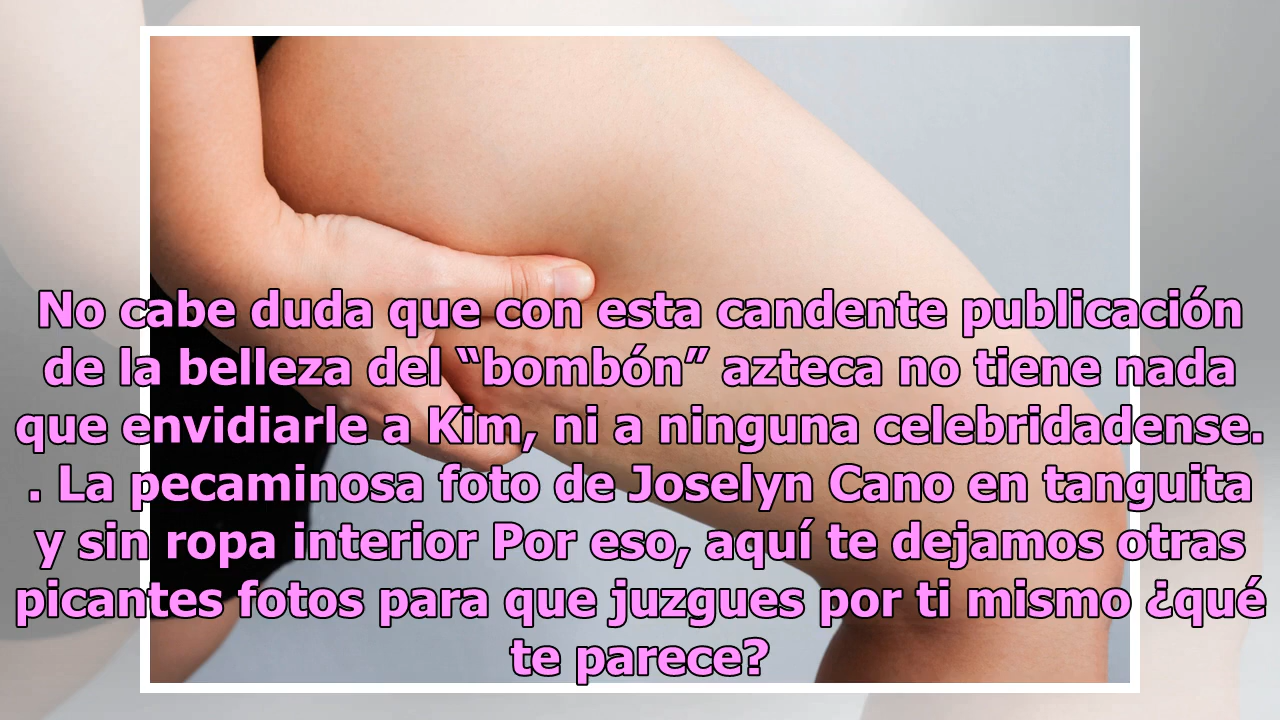 No cabe duda que con esta candente publicación
de la belleza del “bombón” azteca no tiene nada
que envidiarle a Kim, ni a ninguna celebridadense.
. La pecaminosa foto de Joselyn Cano en tanguita
y sin ropa interior Por eso, aquí te dejamos otras
picantes fotos para que juzgues por ti mismo ¿qué
te parece?